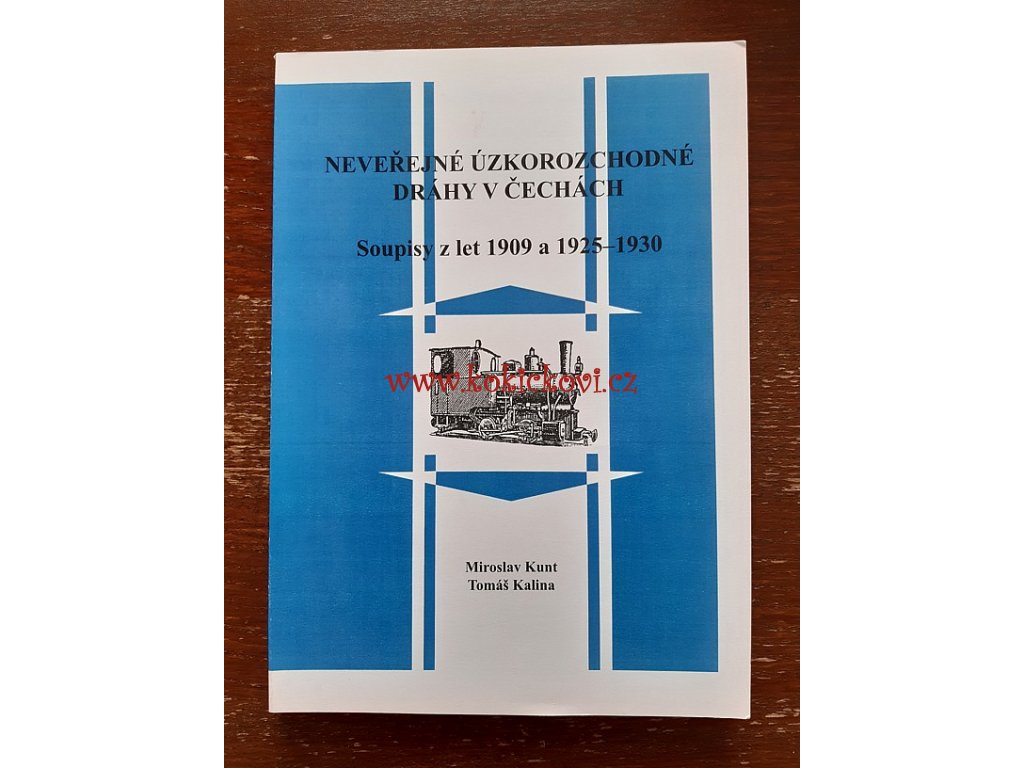 NEVEŘEJNÉ ÚZKOROZCHODNÉ
DRÁHY V ČECHÁCH
Soupisy z let 1909 a 1925–1930
www.kokickovi.cz
Miroslav Kunt
Tomáš Kalina